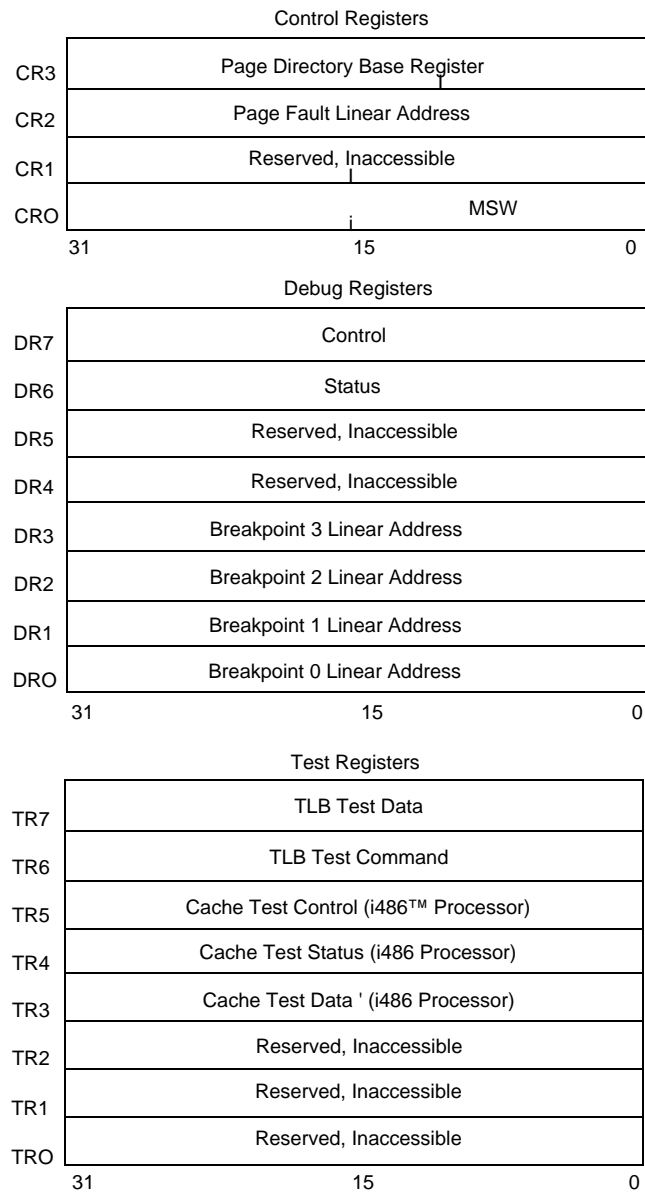 Control Registers
CR3 Page Directory Base Register
CR2 Page Fault Linear Address
CR1 Reserved, Inaccessible
CRO MSW
31 15 0
Debug Registers
DR7 Control
DR6 Status
DR5 Reserved, Inaccessible
DR4 Reserved, Inaccessible
DR3 Breakpoint 3 Linear Address
DR2 Breakpoint 2 Linear Address
DR1 Breakpoint 1 Linear Address
DRO Breakpoint 0 Linear Address
31 15 0
Test Registers
TR7 TLB Test Data
TR6 TLB Test Command
TR5 Cache Test Control (i486™ Processor)
TR4 Cache Test Status (i486 Processor)
TR3 Cache Test Data ' (i486 Processor)
TR2 Reserved, Inaccessible
TR1 Reserved, Inaccessible
TRO Reserved, Inaccessible
31 15 0